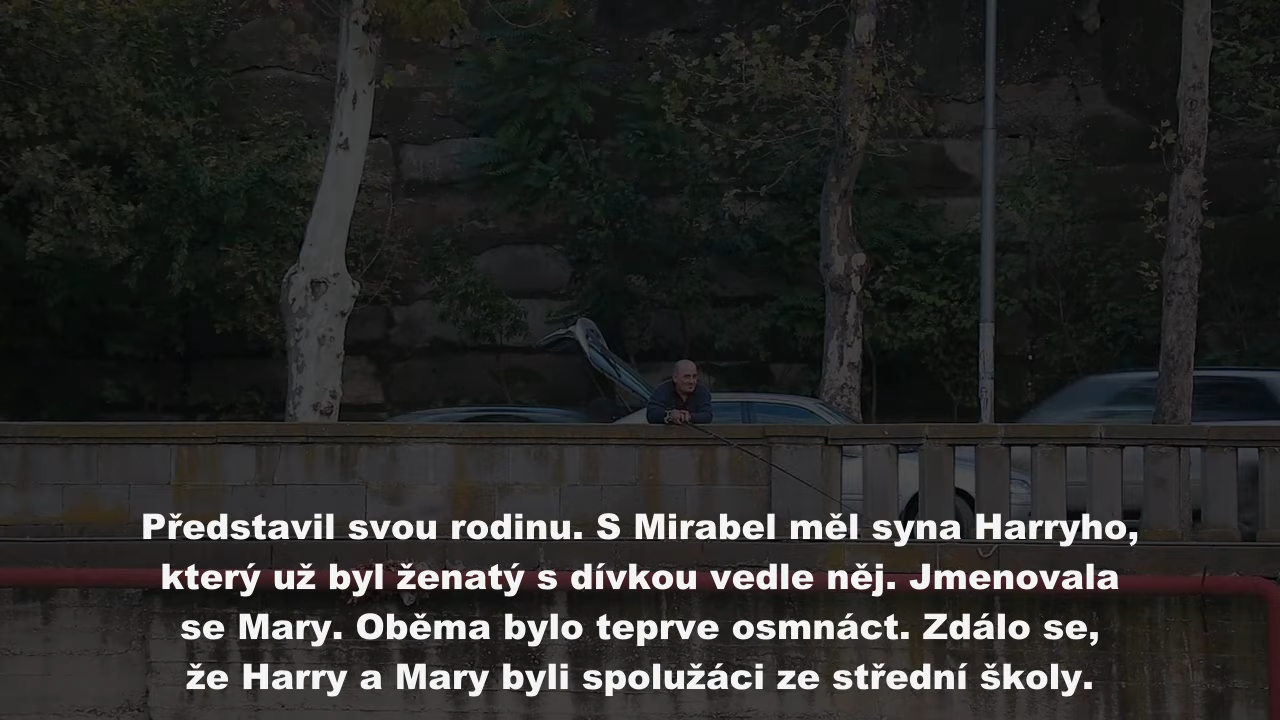 Představil svou rodinu. S Mirabel měl syna Harryho,
který už byl ženatý s dívkou vedle něj. Jmenovala
se Mary. Oběma bylo teprve osmnáct. Zdálo se,
že Harry a Mary byli spolužáci ze střední školy.